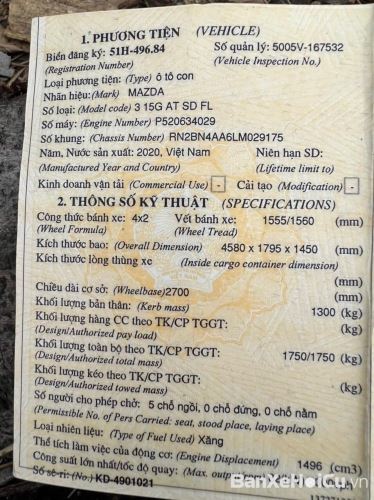 1. PHƯƠNG TIỆN (VEHICLE)
Biển đăng ký: 51H-496.84 Số quản lý: 5005V-167532
(Registration Number) (Vehicle Inspection No.)
Loại phương tiện: (Type) ô tô con
Nhãn hiệu: (Mark) MAZDA
Số loại: (Model code) 3 15G AT SD FL
Số máy: (Engine Number) P520634029
Số khung: (Chassis Number) RN2BN4AA6LM029175
Năm, Nước sản xuất: 2020, Việt Nam Niên hạn SD:
(Manufactured Year and Country) (Lifetime limit to)
Kinh doanh vận tải (Commercial Use) - Cải tạo (Modification) -
2. THÔNG SỐ KỸ THUẬT (SPECIFICATIONS)
Công thức bánh xe: 4x2 Vết bánh xe: 1555/1560 (mm)
(Wheel Formula) (Wheel Tread)
Kích thước bao: (Overall Dimension) 4580 x 1795 x 1450 (mm)
Kích thước lòng thùng xe (Inside cargo container dimension)
(mm)
Chiều dài cơ sở: (Wheelbase) 2700 (mm)
Khối lượng bản thân: (Kerb mass) 1300 (kg)
Khối lượng hàng CC theo TK/CP TGGT: (kg)
(Design/Authorized pay load)
Khối lượng toàn bộ theo TK/CP TGGT: 1750/1750 (kg)
(Design/Authorized total mass)
Khối lượng kéo theo TK/CP TGGT: (kg)
(Design/Authorized towed mass)
Số người cho phép chở: 5 chỗ ngồi, 0 chỗ đứng, 0 chỗ nằm
(Permissible No. of Pers Carried: seat, stood place, laying place)
Loại nhiên liệu: (Type of Fuel Used) Xăng
Thể tích làm việc của động cơ: (Engine Displacement) 1496 (cm3)
Công suất lớn nhất/tốc độ quay: (Max. output
Số sê-ri: (No.) KD-4901021
BanXeHoiCu.vn